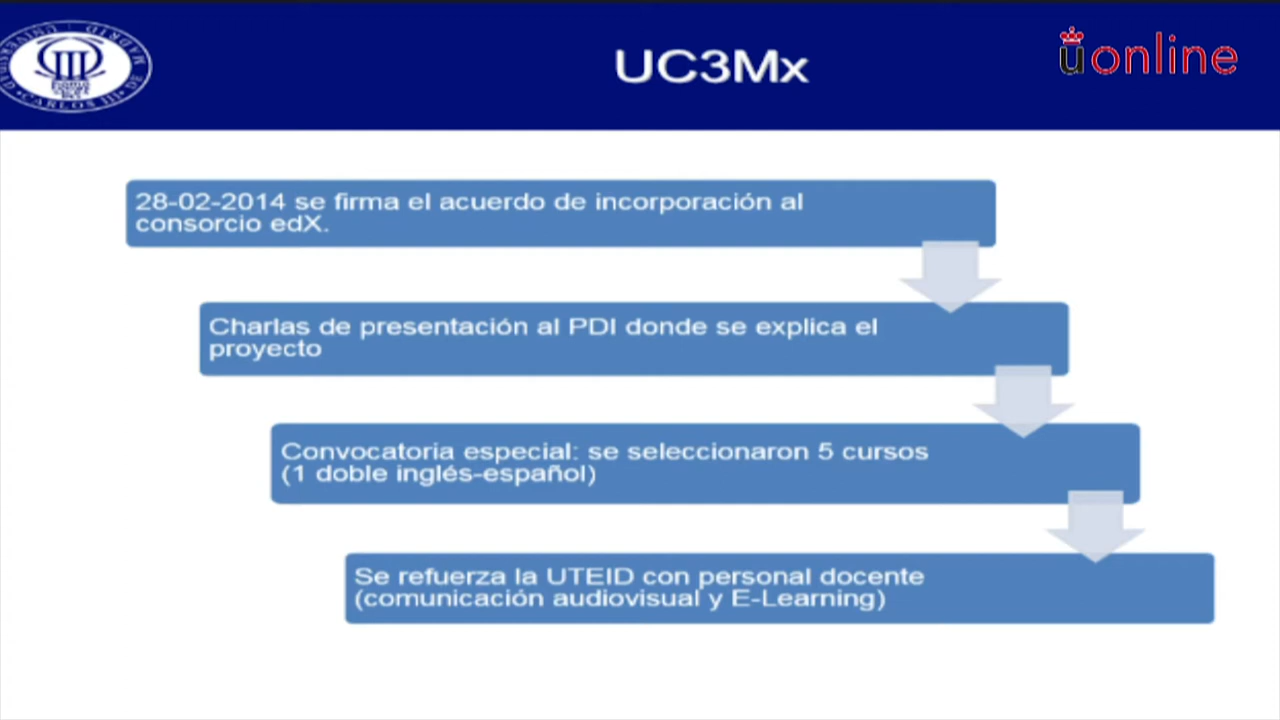 UC3Mx
uonline
28-02-2014 se firma el acuerdo de incorporación al
consorcio edX.
Charlas de presentación al PDI donde se explica el
proyecto
Convocatoria especial: se seleccionaron 5 cursos
(1 doble inglés-español)
Se refuerza la UTEID con personal docente
(comunicación audiovisual y E-Learning)